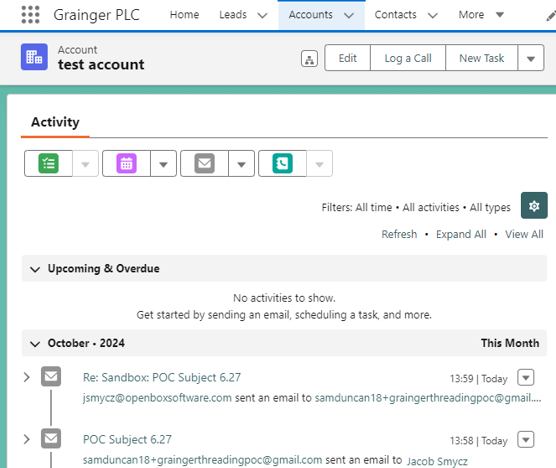 Grainger PLC Home Leads Accounts Contacts More
Account
test account
Edit Log a Call New Task
Activity
Filters: All time • All activities • All types
Refresh • Expand All • View All
Upcoming & Overdue
No activities to show.
Get started by sending an email, scheduling a task, and more.
October • 2024 This Month
Re: Sandbox: POC Subject 6.27 13:59 | Today
jsmycz@openboxsoftware.com sent an email to samduncan18+graingerthreadingpoc@gmail....
POC Subject 6.27 13:58 | Today
samduncan18+graingerthreadingpoc@gmail.com sent an email to Jacob Smycz